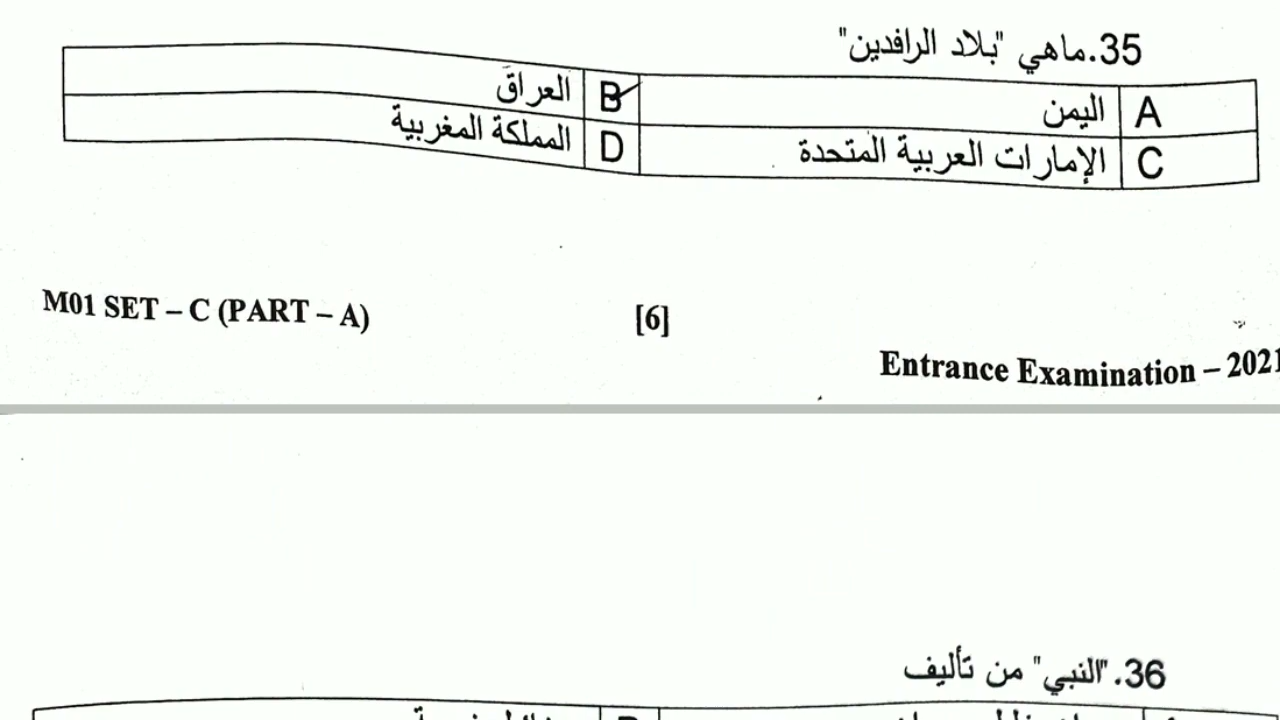 35.ماهي "بلاد الرافدين"
A اليمن B العراق
C الإمارات العربية المتحدة D المملكة المغربية
M01 SET – C (PART – A) [6]
Entrance Examination – 2021
36."النبي" من تأليف